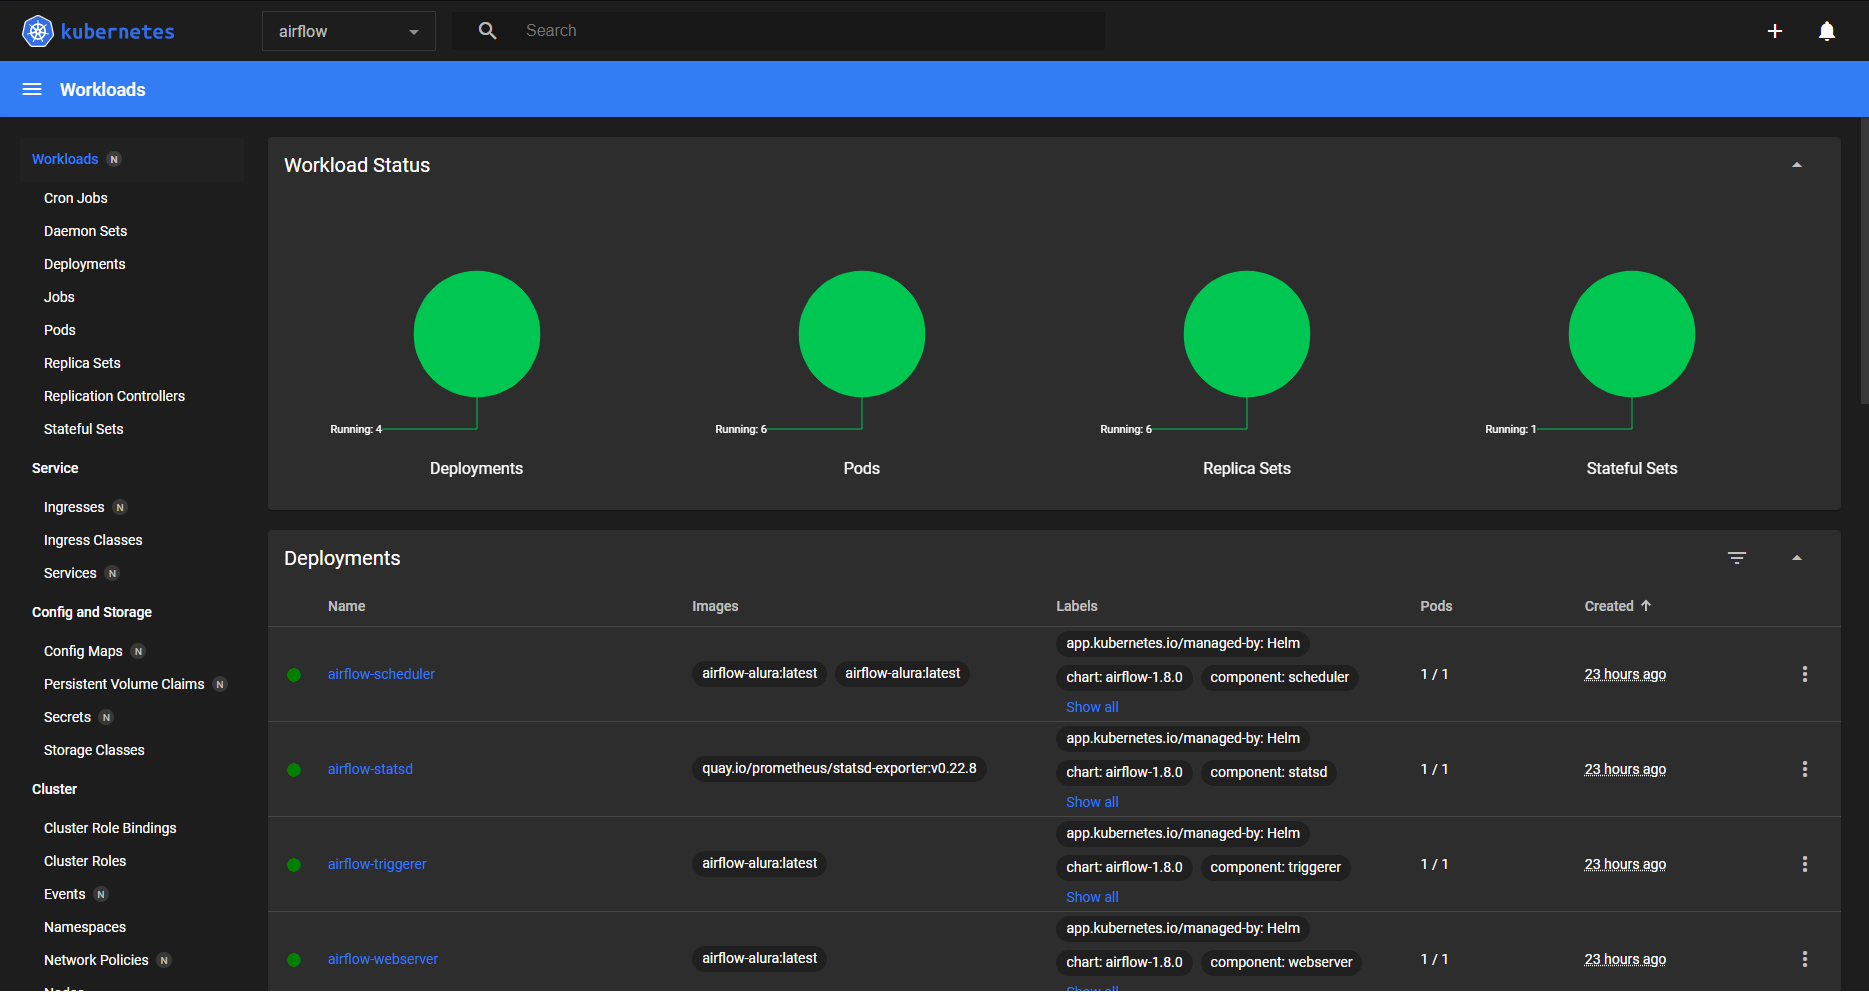 kubernetes
airflow
Search
Workloads
Workloads N
Cron Jobs
Daemon Sets
Deployments
Jobs
Pods
Replica Sets
Replication Controllers
Stateful Sets
Service
Ingresses N
Ingress Classes
Services N
Config and Storage
Config Maps N
Persistent Volume Claims N
Secrets N
Storage Classes
Cluster
Cluster Role Bindings
Cluster Roles
Events N
Namespaces
Network Policies N
Nodes
Workload Status
Running: 4
Deployments
Running: 6
Pods
Running: 6
Replica Sets
Running: 1
Stateful Sets
Deployments
Name Images Labels Pods Created
airflow-scheduler
airflow-alura:latest airflow-alura:latest
app.kubernetes.io/managed-by: Helm
chart: airflow-1.8.0 component: scheduler
Show all
1 / 1
23 hours ago
airflow-statsd
quay.io/prometheus/statsd-exporter:v0.22.8
app.kubernetes.io/managed-by: Helm
chart: airflow-1.8.0 component: statsd
Show all
1 / 1
23 hours ago
airflow-triggerer
airflow-alura:latest
app.kubernetes.io/managed-by: Helm
chart: airflow-1.8.0 component: triggerer
Show all
1 / 1
23 hours ago
airflow-webserver
airflow-alura:latest
app.kubernetes.io/managed-by: Helm
chart: airflow-1.8.0 component: webserver
Show all
1 / 1
23 hours ago